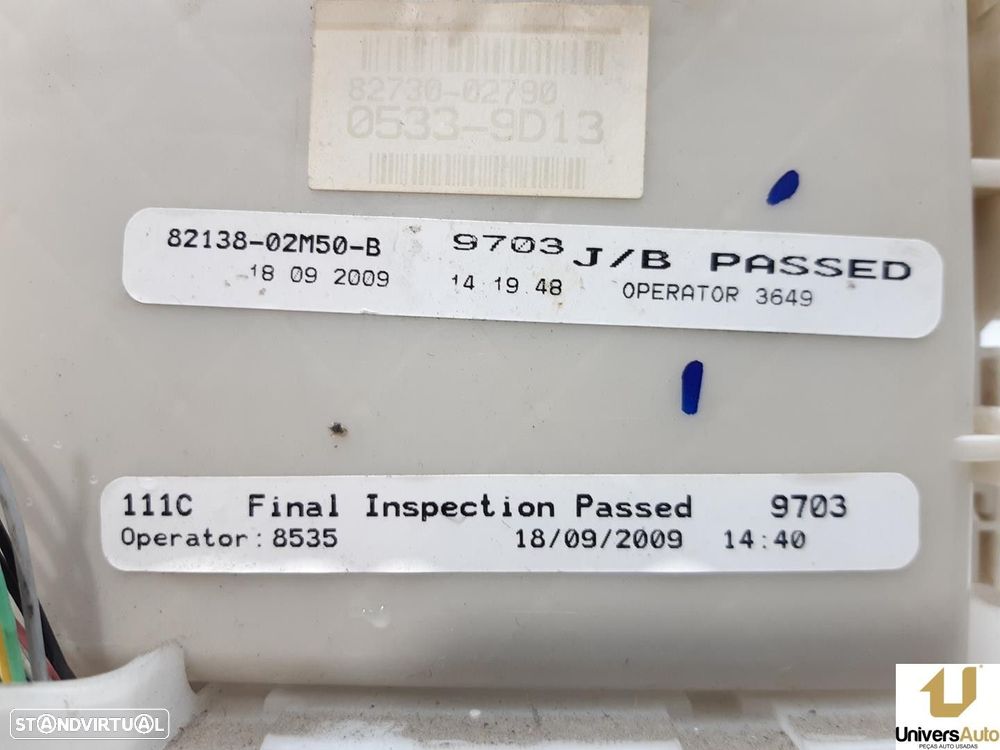 82730-02790
0533-9D13
82138-02M50-B 9703 J/B PASSED
18 09 2009 14 19 48 OPERATOR 3649
111C Final Inspection Passed 9703
Operator: 8535 18/09/2009 14:40
STANDVIRTUAL
UniversAuto
PEÇAS AUTO USADAS